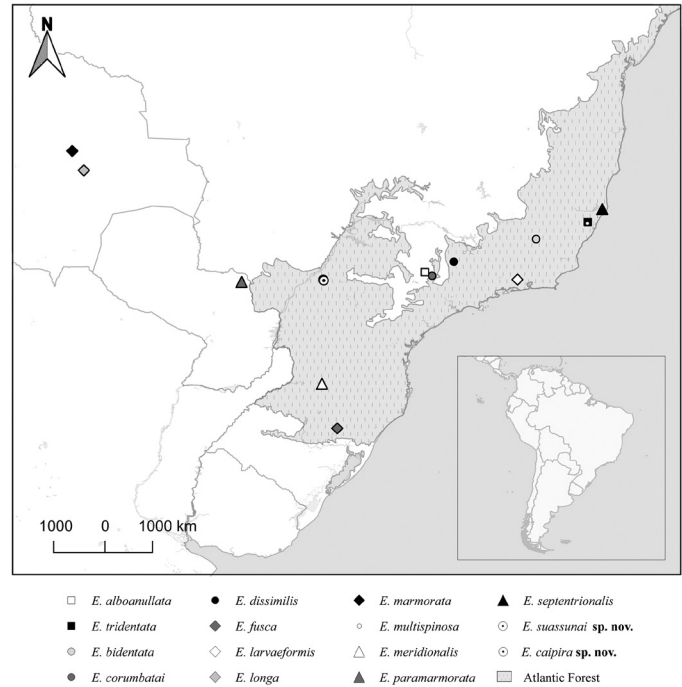 N
1000 0 1000 km
E. alboanullata E. dissimilis E. marmorata E. septentrionalis
E. tridentata E. fusca E. multispinosa E. suassunai sp. nov.
E. bidentata E. larvaeformis E. meridionalis E. caipira sp. nov.
E. corumbatai E. longa E. paramarmorata Atlantic Forest